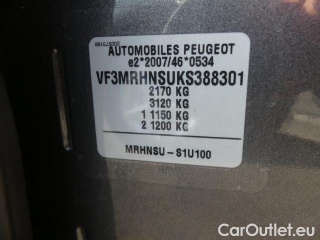 AUTOMOBILES PEUGEOT
e2*2007/46*0534
VF3MRHNSUKS388301
2170 KG
3120 KG
1 1150 KG
2 1200 KG
MRHNSU - S1U100
CarOutlet.eu